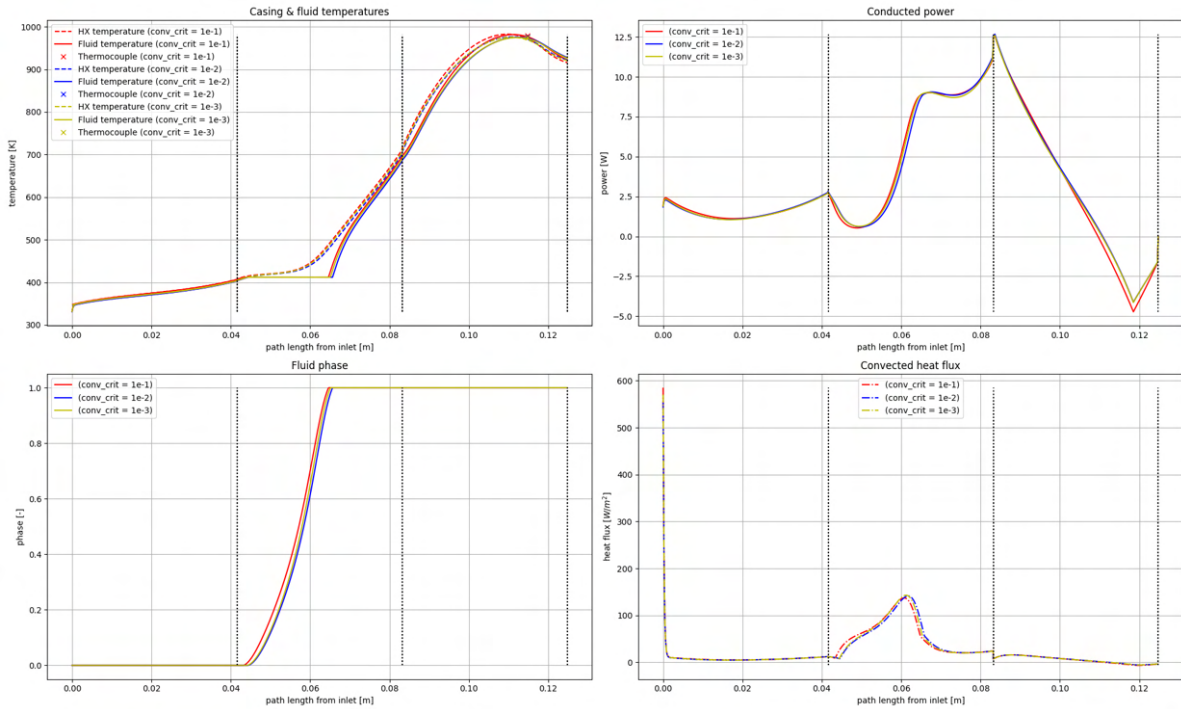 Casing & fluid temperatures
temperature [K]
1000
900
800
700
600
500
400
300
HX temperature (conv_crit = 1e-1)
Fluid temperature (conv_crit = 1e-1)
Thermocouple (conv_crit = 1e-1)
HX temperature (conv_crit = 1e-2)
Fluid temperature (conv_crit = 1e-2)
Thermocouple (conv_crit = 1e-2)
HX temperature (conv_crit = 1e-3)
Fluid temperature (conv_crit = 1e-3)
Thermocouple (conv_crit = 1e-3)
0.00 0.02 0.04 0.06 0.08 0.10 0.12
path length from inlet [m]
Conducted power
power [W]
12.5
10.0
7.5
5.0
2.5
0.0
−2.5
−5.0
(conv_crit = 1e-1)
(conv_crit = 1e-2)
(conv_crit = 1e-3)
0.00 0.02 0.04 0.06 0.08 0.10 0.12
path length from inlet [m]
Fluid phase
phase [-]
1.0
0.8
0.6
0.4
0.2
0.0
(conv_crit = 1e-1)
(conv_crit = 1e-2)
(conv_crit = 1e-3)
0.00 0.02 0.04 0.06 0.08 0.10 0.12
path length from inlet [m]
Convected heat flux
heat flux [W/m²]
600
500
400
300
200
100
0
(conv_crit = 1e-1)
(conv_crit = 1e-2)
(conv_crit = 1e-3)
0.00 0.02 0.04 0.06 0.08 0.10 0.12
path length from inlet [m]